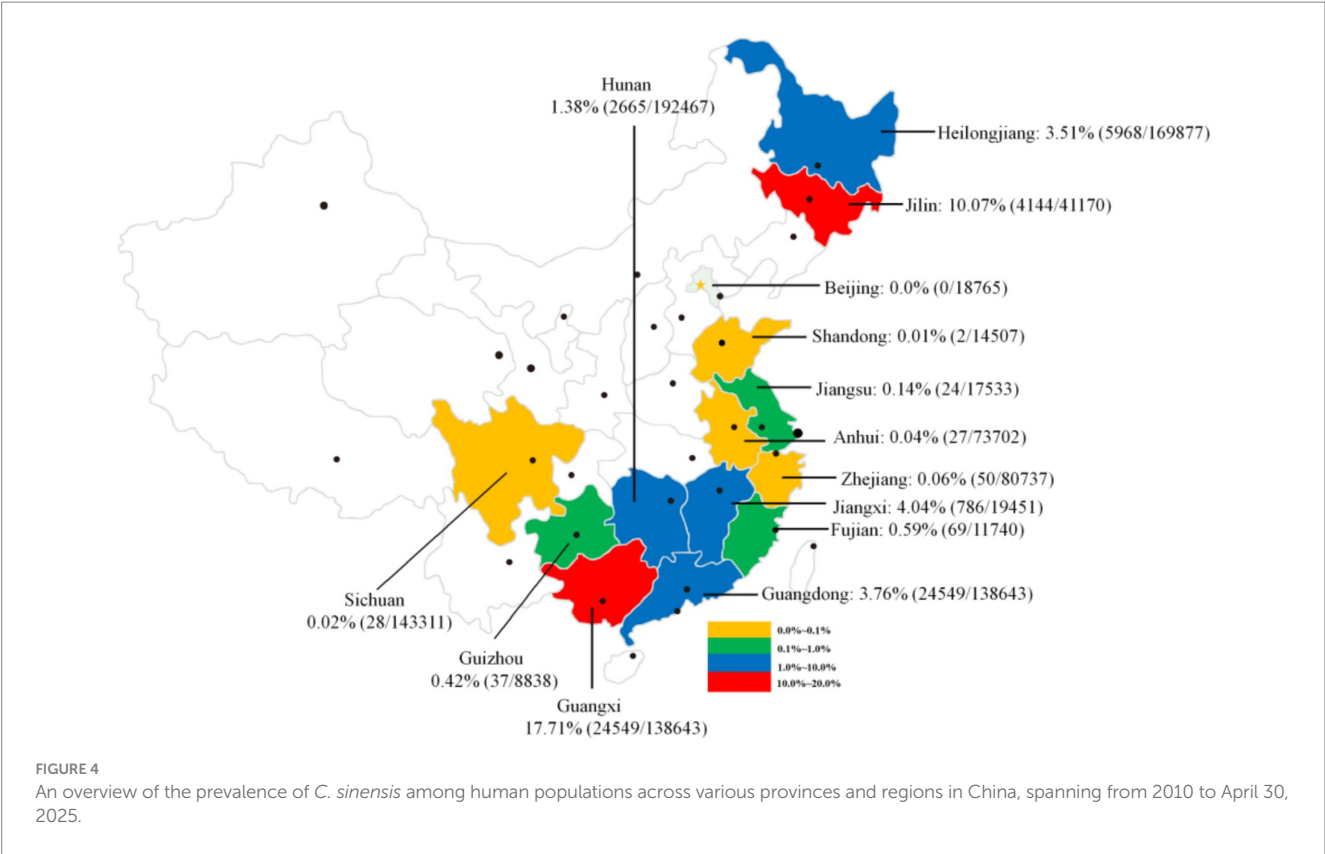 Hunan
1.38% (2665/192467)
Heilongjiang: 3.51% (5968/169877)
Jilin: 10.07% (4144/41170)
Beijing: 0.0% (0/18765)
Shandong: 0.01% (2/14507)
Jiangsu: 0.14% (24/17533)
Anhui: 0.04% (27/73702)
Zhejiang: 0.06% (50/80737)
Jiangxi: 4.04% (786/19451)
Fujian: 0.59% (69/11740)
Guangdong: 3.76% (24549/138643)
Sichuan
0.02% (28/143311)
Guizhou
0.42% (37/8838)
Guangxi
17.71% (24549/138643)
0.0%~0.1%
0.1%~1.0%
1.0%~10.0%
10.0%~20.0%
FIGURE 4
An overview of the prevalence of C. sinensis among human populations across various provinces and regions in China, spanning from 2010 to April 30,
2025.